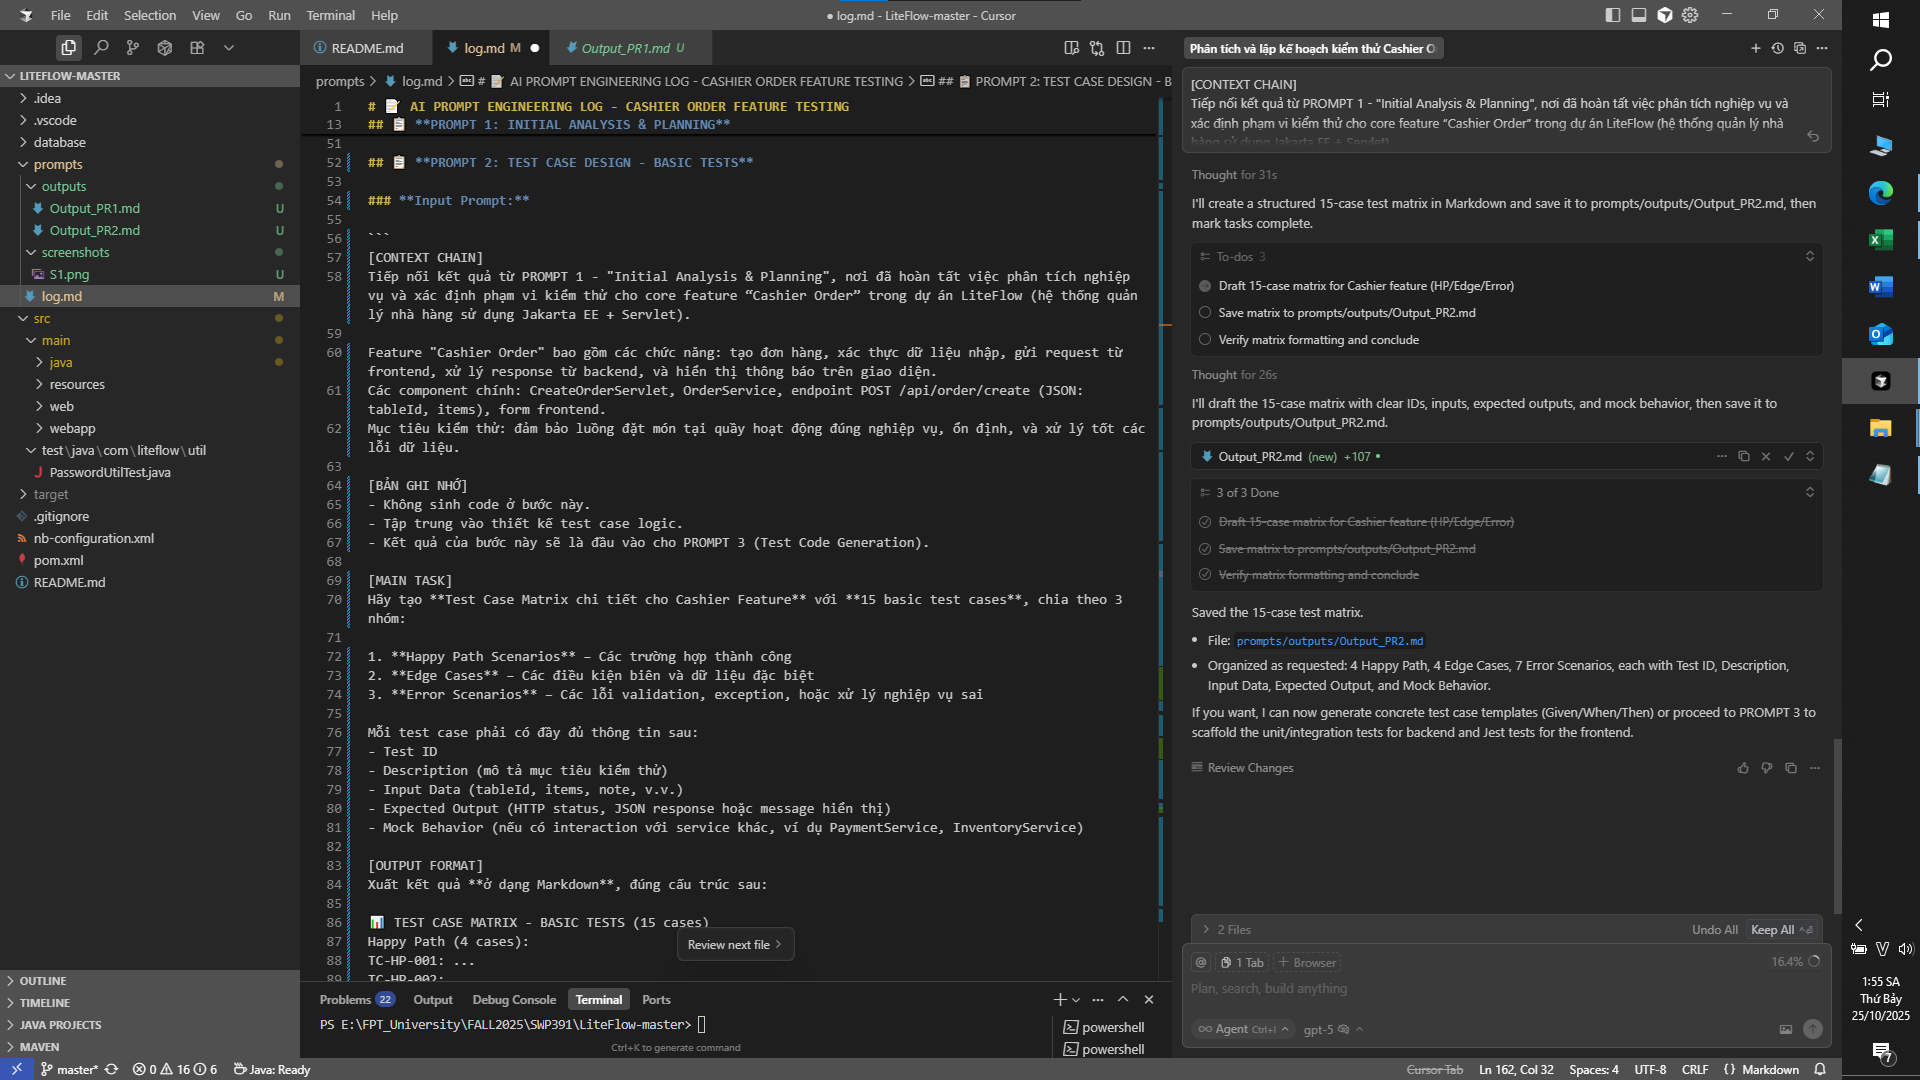 File Edit Selection View Go Run Terminal Help
● log.md - LiteFlow-master - Cursor
LITEFLOW-MASTER
.idea
.vscode
database
prompts
outputs
Output_PR1.md U
Output_PR2.md U
screenshots
S1.png U
log.md M
src
main
java
resources
web
webapp
test\java\com\liteflow\util
PasswordUtilTest.java
target
.gitignore
nb-configuration.xml
pom.xml
README.md
OUTLINE
TIMELINE
JAVA PROJECTS
MAVEN
README.md
log.md M
Output_PR1.md U
prompts > log.md > # 📝 AI PROMPT ENGINEERING LOG - CASHIER ORDER FEATURE TESTING > ## 📋 PROMPT 2: TEST CASE DESIGN - B
1 # 📝 AI PROMPT ENGINEERING LOG - CASHIER ORDER FEATURE TESTING
13 ## 📋 **PROMPT 1: INITIAL ANALYSIS & PLANNING**
51
52 ## 📋 **PROMPT 2: TEST CASE DESIGN - BASIC TESTS**
53
54 ### **Input Prompt:**
55
56 ```
57 [CONTEXT CHAIN]
58 Tiếp nối kết quả từ PROMPT 1 - "Initial Analysis & Planning", nơi đã hoàn tất việc phân tích nghiệp
vụ và xác định phạm vi kiểm thử cho core feature “Cashier Order” trong dự án LiteFlow (hệ thống quản
lý nhà hàng sử dụng Jakarta EE + Servlet).
59
60 Feature "Cashier Order" bao gồm các chức năng: tạo đơn hàng, xác thực dữ liệu nhập, gửi request từ
frontend, xử lý response từ backend, và hiển thị thông báo trên giao diện.
61 Các component chính: CreateOrderServlet, OrderService, endpoint POST /api/order/create (JSON:
tableId, items), form frontend.
62 Mục tiêu kiểm thử: đảm bảo luồng đặt món tại quầy hoạt động đúng nghiệp vụ, ổn định, và xử lý tốt các
lỗi dữ liệu.
63
64 [BẢN GHI NHỚ]
65 - Không sinh code ở bước này.
66 - Tập trung vào thiết kế test case logic.
67 - Kết quả của bước này sẽ là đầu vào cho PROMPT 3 (Test Code Generation).
68
69 [MAIN TASK]
70 Hãy tạo **Test Case Matrix chi tiết cho Cashier Feature** với **15 basic test cases**, chia theo 3
nhóm:
71
72 1. **Happy Path Scenarios** – Các trường hợp thành công
73 2. **Edge Cases** – Các điều kiện biên và dữ liệu đặc biệt
74 3. **Error Scenarios** – Các lỗi validation, exception, hoặc xử lý nghiệp vụ sai
75
76 Mỗi test case phải có đầy đủ thông tin sau:
77 - Test ID
78 - Description (mô tả mục tiêu kiểm thử)
79 - Input Data (tableId, items, note, v.v.)
80 - Expected Output (HTTP status, JSON response hoặc message hiển thị)
81 - Mock Behavior (nếu có interaction với service khác, ví dụ PaymentService, InventoryService)
82
83 [OUTPUT FORMAT]
84 Xuất kết quả **ở dạng Markdown**, đúng cấu trúc sau:
85
86 📊 TEST CASE MATRIX - BASIC TESTS (15 cases)
87 Happy Path (4 cases):
88 TC-HP-001: ...
89 TC-HP-002: ...
Review next file >
Problems 22 Output Debug Console Terminal Ports
PS E:\FPT_University\FALL2025\SWP391\LiteFlow-master>
Ctrl+K to generate command
powershell
powershell
Phân tích và lập kế hoạch kiểm thử Cashier O
[CONTEXT CHAIN]
Tiếp nối kết quả từ PROMPT 1 - "Initial Analysis & Planning", nơi đã hoàn tất việc phân tích nghiệp vụ và
xác định phạm vi kiểm thử cho core feature “Cashier Order” trong dự án LiteFlow (hệ thống quản lý nhà
hàng sử dụng Jakarta EE + Servlet)
Thought for 31s
I'll create a structured 15-case test matrix in Markdown and save it to prompts/outputs/Output_PR2.md, then
mark tasks complete.
To-dos 3
Draft 15-case matrix for Cashier feature (HP/Edge/Error)
Save matrix to prompts/outputs/Output_PR2.md
Verify matrix formatting and conclude
Thought for 26s
I'll draft the 15-case matrix with clear IDs, inputs, expected outputs, and mock behavior, then save it to
prompts/outputs/Output_PR2.md.
Output_PR2.md (new) +107 •
3 of 3 Done
Draft 15-case matrix for Cashier feature (HP/Edge/Error)
Save matrix to prompts/outputs/Output_PR2.md
Verify matrix formatting and conclude
Saved the 15-case test matrix.
• File: prompts/outputs/Output_PR2.md
• Organized as requested: 4 Happy Path, 4 Edge Cases, 7 Error Scenarios, each with Test ID, Description,
Input Data, Expected Output, and Mock Behavior.
If you want, I can now generate concrete test case templates (Given/When/Then) or proceed to PROMPT 3 to
scaffold the unit/integration tests for backend and Jest tests for the frontend.
Review Changes
2 Files Undo All Keep All
@ 1 Tab + Browser 16.4%
Plan, search, build anything
Agent Ctrl+I gpt-5
master* 0 16 6 Java: Ready
Cursor Tab Ln 162, Col 32 Spaces: 4 UTF-8 CRLF {} Markdown
1:55 SA
Thứ Bảy
25/10/2025
7